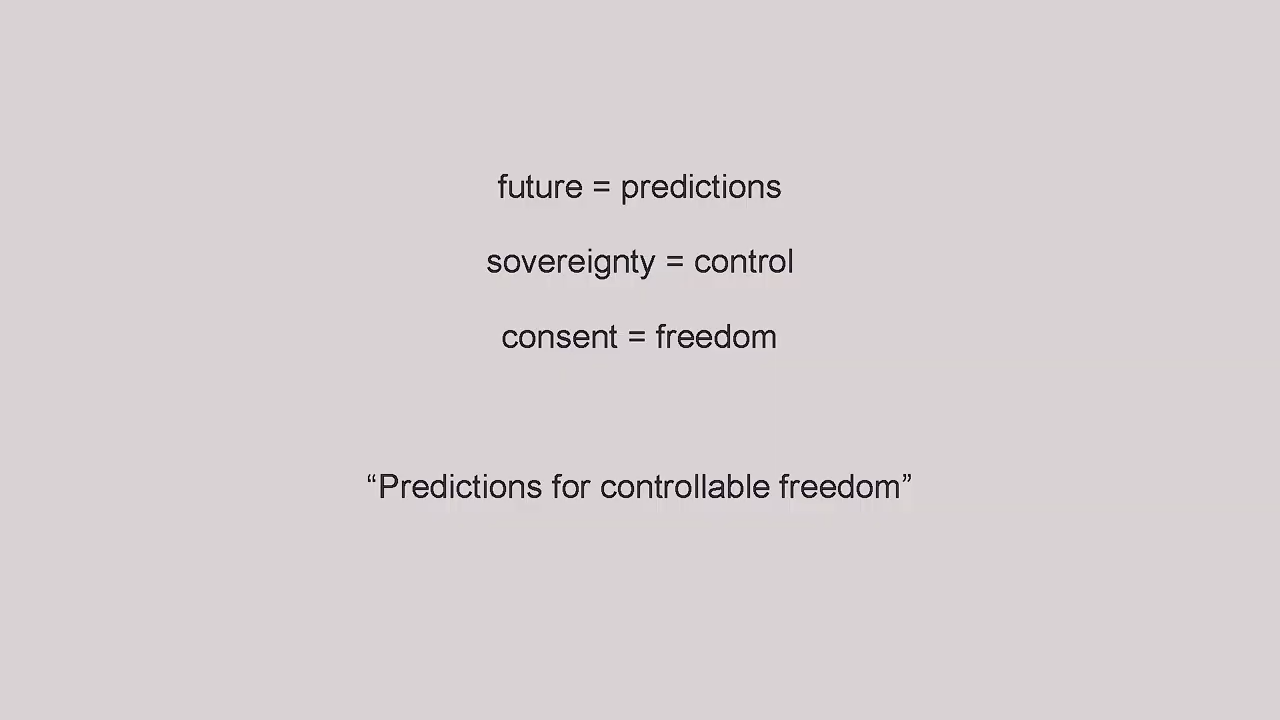 future = predictions
sovereignty = control
consent = freedom
“Predictions for controllable freedom”